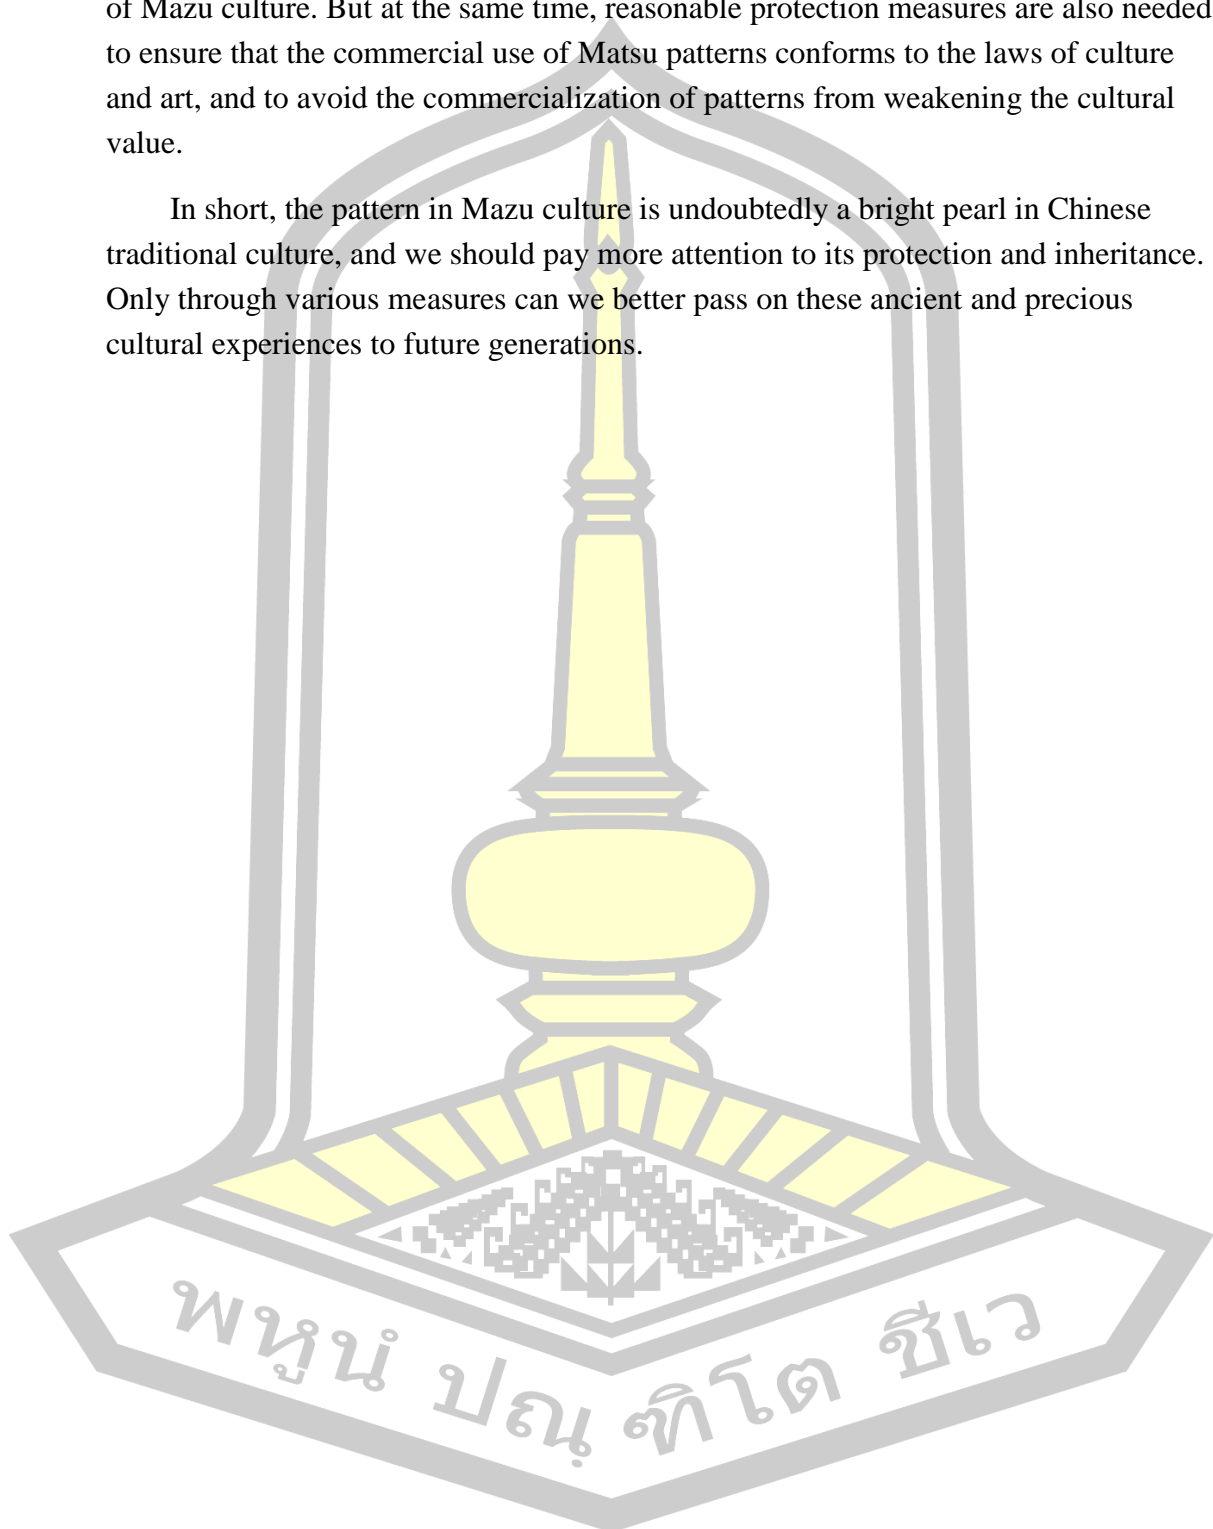 of Mazu culture. But at the same time, reasonable protection measures are also needed
to ensure that the commercial use of Matsu patterns conforms to the laws of culture
and art, and to avoid the commercialization of patterns from weakening the cultural
value.
In short, the pattern in Mazu culture is undoubtedly a bright pearl in Chinese
traditional culture, and we should pay more attention to its protection and inheritance.
Only through various measures can we better pass on these ancient and precious
cultural experiences to future generations.
พหูนํ ปณฺฑิโต ชีเว